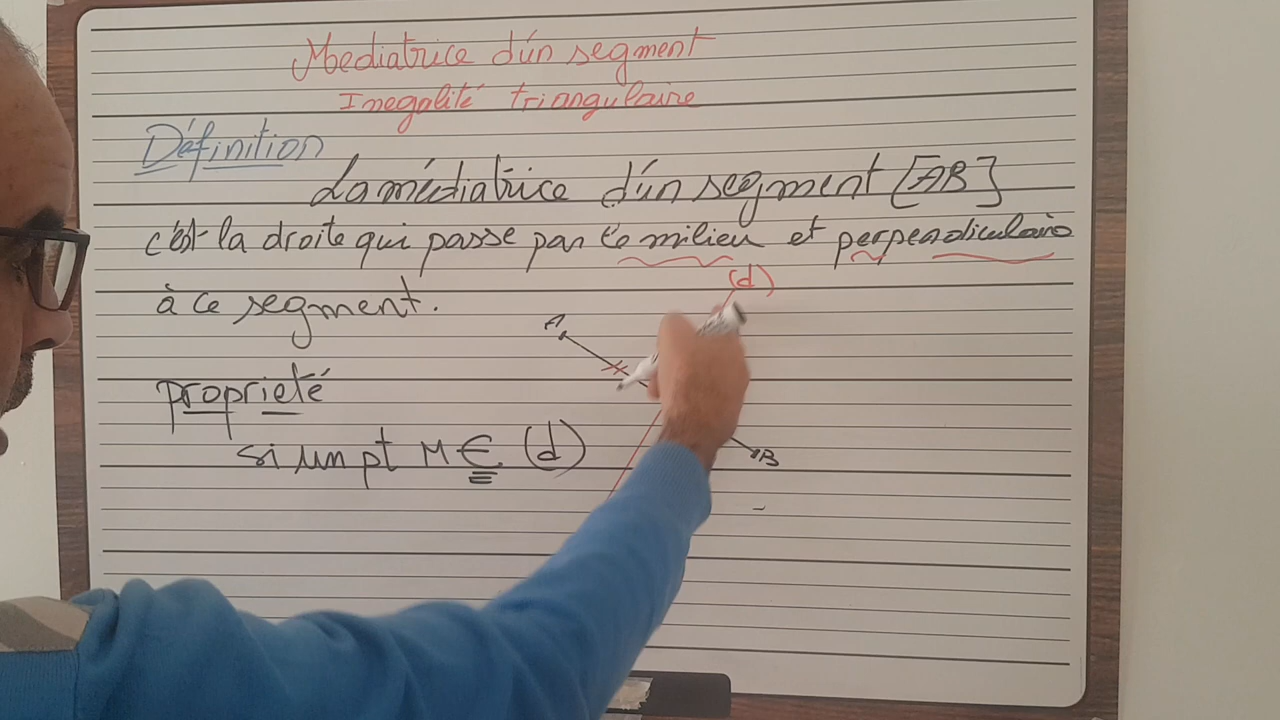 Mediatrice d'un segment
Inegalité triangulaire
Définition
La médiatrice d'un segment [AB]
c'est la droite qui passe par le milieu et perpendiculaire
à ce segment.
(d)
A
B
proprieté
si un pt M ∈ (d)